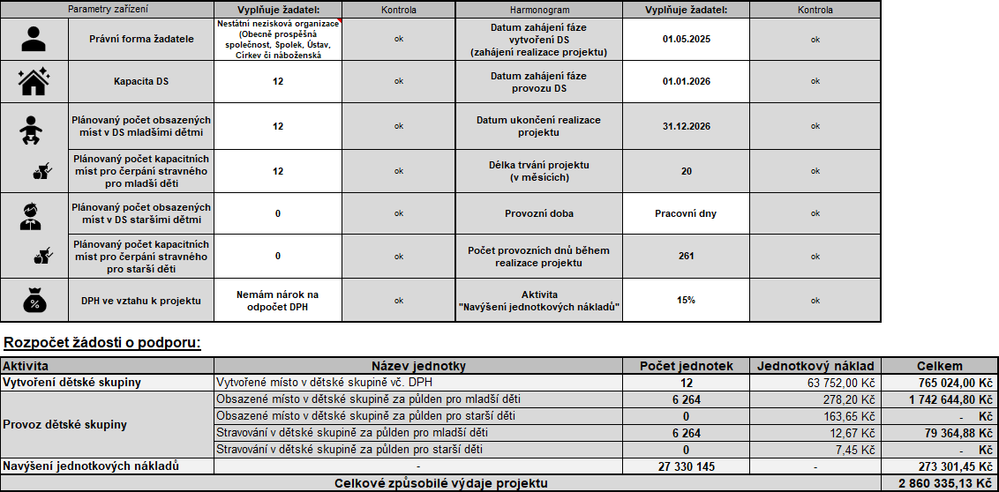 Parametry zařízení Vyplňuje žadatel: Kontrola Harmonogram Vyplňuje žadatel: Kontrola
Právní forma žadatele
Nestátní nezisková organizace
(Obecně prospěšná
společnost, Spolek, Ústav,
Církev či náboženská
ok
Datum zahájení fáze
vytvoření DS
(zahájení realizace projektu)
01.05.2025
ok
Kapacita DS
12
ok
Datum zahájení fáze
provozu DS
01.01.2026
ok
Plánovaný počet obsazených
míst v DS mladšími dětmi
12
ok
Datum ukončení realizace
projektu
31.12.2026
ok
Plánovaný počet kapacitních
míst pro čerpání stravného
pro mladší děti
12
ok
Délka trvání projektu
(v měsících)
20
ok
Plánovaný počet obsazených
míst v DS staršími dětmi
0
ok
Provozní doba
Pracovní dny
ok
Plánovaný počet kapacitních
míst pro čerpání stravného
pro starší děti
0
ok
Počet provozních dnů během
realizace projektu
261
ok
DPH ve vztahu k projektu
Nemám nárok na
odpočet DPH
ok
Aktivita
"Navýšení jednotkových nákladů"
15%
ok
Rozpočet žádosti o podporu:
Aktivita Název jednotky Počet jednotek Jednotkový náklad Celkem
Vytvoření dětské skupiny Vytvořené místo v dětské skupině vč. DPH 12 63 752,00 Kč 765 024,00 Kč
Provoz dětské skupiny
Obsazené místo v dětské skupině za půlden pro mladší děti 6 264 278,20 Kč 1 742 644,80 Kč
Obsazené místo v dětské skupině za půlden pro starší děti 0 163,65 Kč - Kč
Stravování v dětské skupině za půlden pro mladší děti 6 264 12,67 Kč 79 364,88 Kč
Stravování v dětské skupině za půlden pro starší děti 0 7,45 Kč - Kč
Navýšení jednotkových nákladů - 27 330 145 - 273 301,45 Kč
Celkové způsobilé výdaje projektu 2 860 335,13 Kč